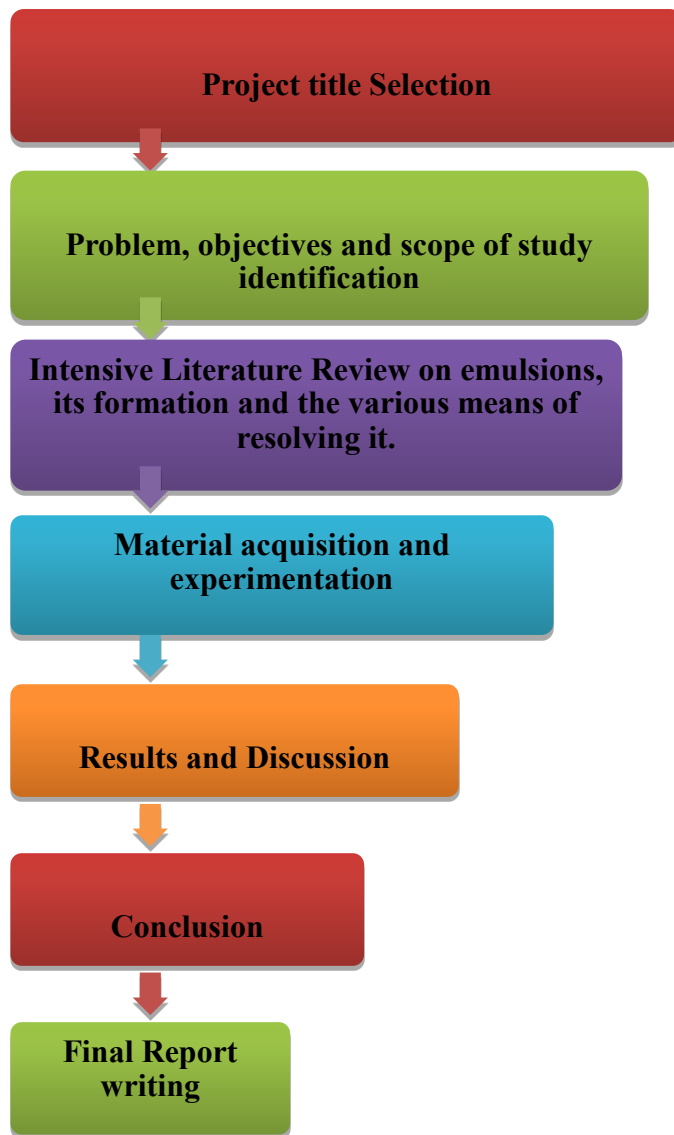 Project title Selection
Problem, objectives and scope of study
identification
Intensive Literature Review on emulsions,
its formation and the various means of
resolving it.
Material acquisition and
experimentation
Results and Discussion
Conclusion
Final Report
writing